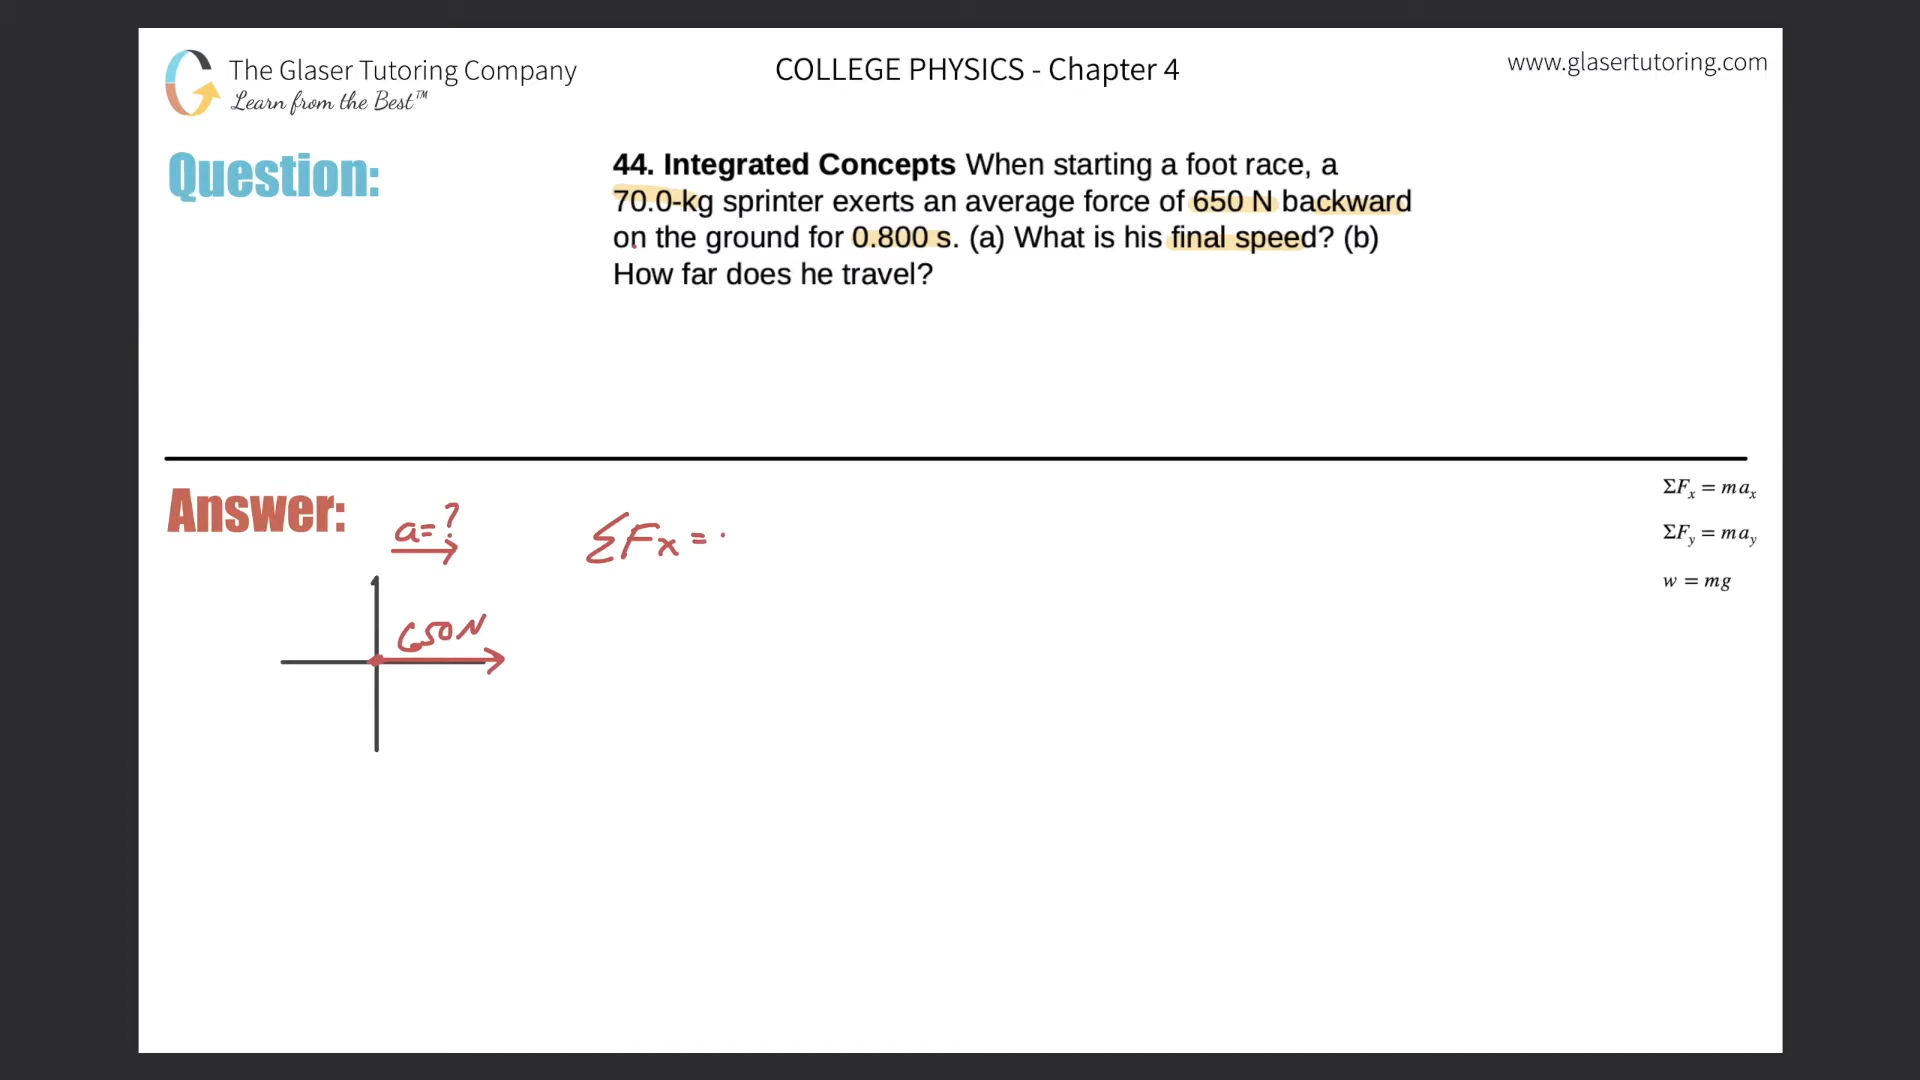 The Glaser Tutoring Company
Learn from the Best™
COLLEGE PHYSICS - Chapter 4
www.glasertutoring.com
Question:
44. Integrated Concepts When starting a foot race, a
70.0-kg sprinter exerts an average force of 650 N backward
on the ground for 0.800 s. (a) What is his final speed? (b)
How far does he travel?
Answer:
a=?
650N
ΣFx=
ΣFₓ = maₓ
ΣFᵧ = maᵧ
w = mg